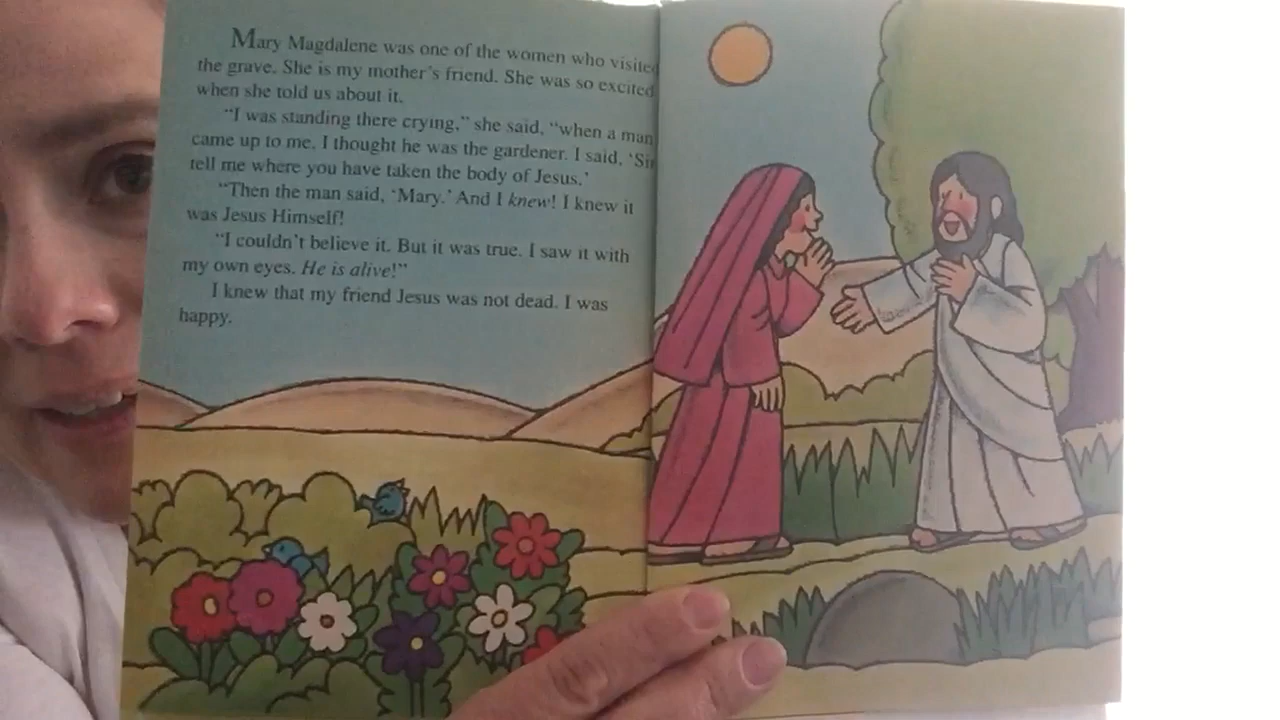 Mary Magdalene was one of the women who visited
the grave. She is my mother's friend. She was so excited
when she told us about it.
"I was standing there crying," she said, "when a man
came up to me. I thought he was the gardener. I said, 'Sir
tell me where you have taken the body of Jesus.'
"Then the man said, 'Mary.' And I knew! I knew it
was Jesus Himself!
"I couldn't believe it. But it was true. I saw it with
my own eyes. He is alive!"
I knew that my friend Jesus was not dead. I was
happy.